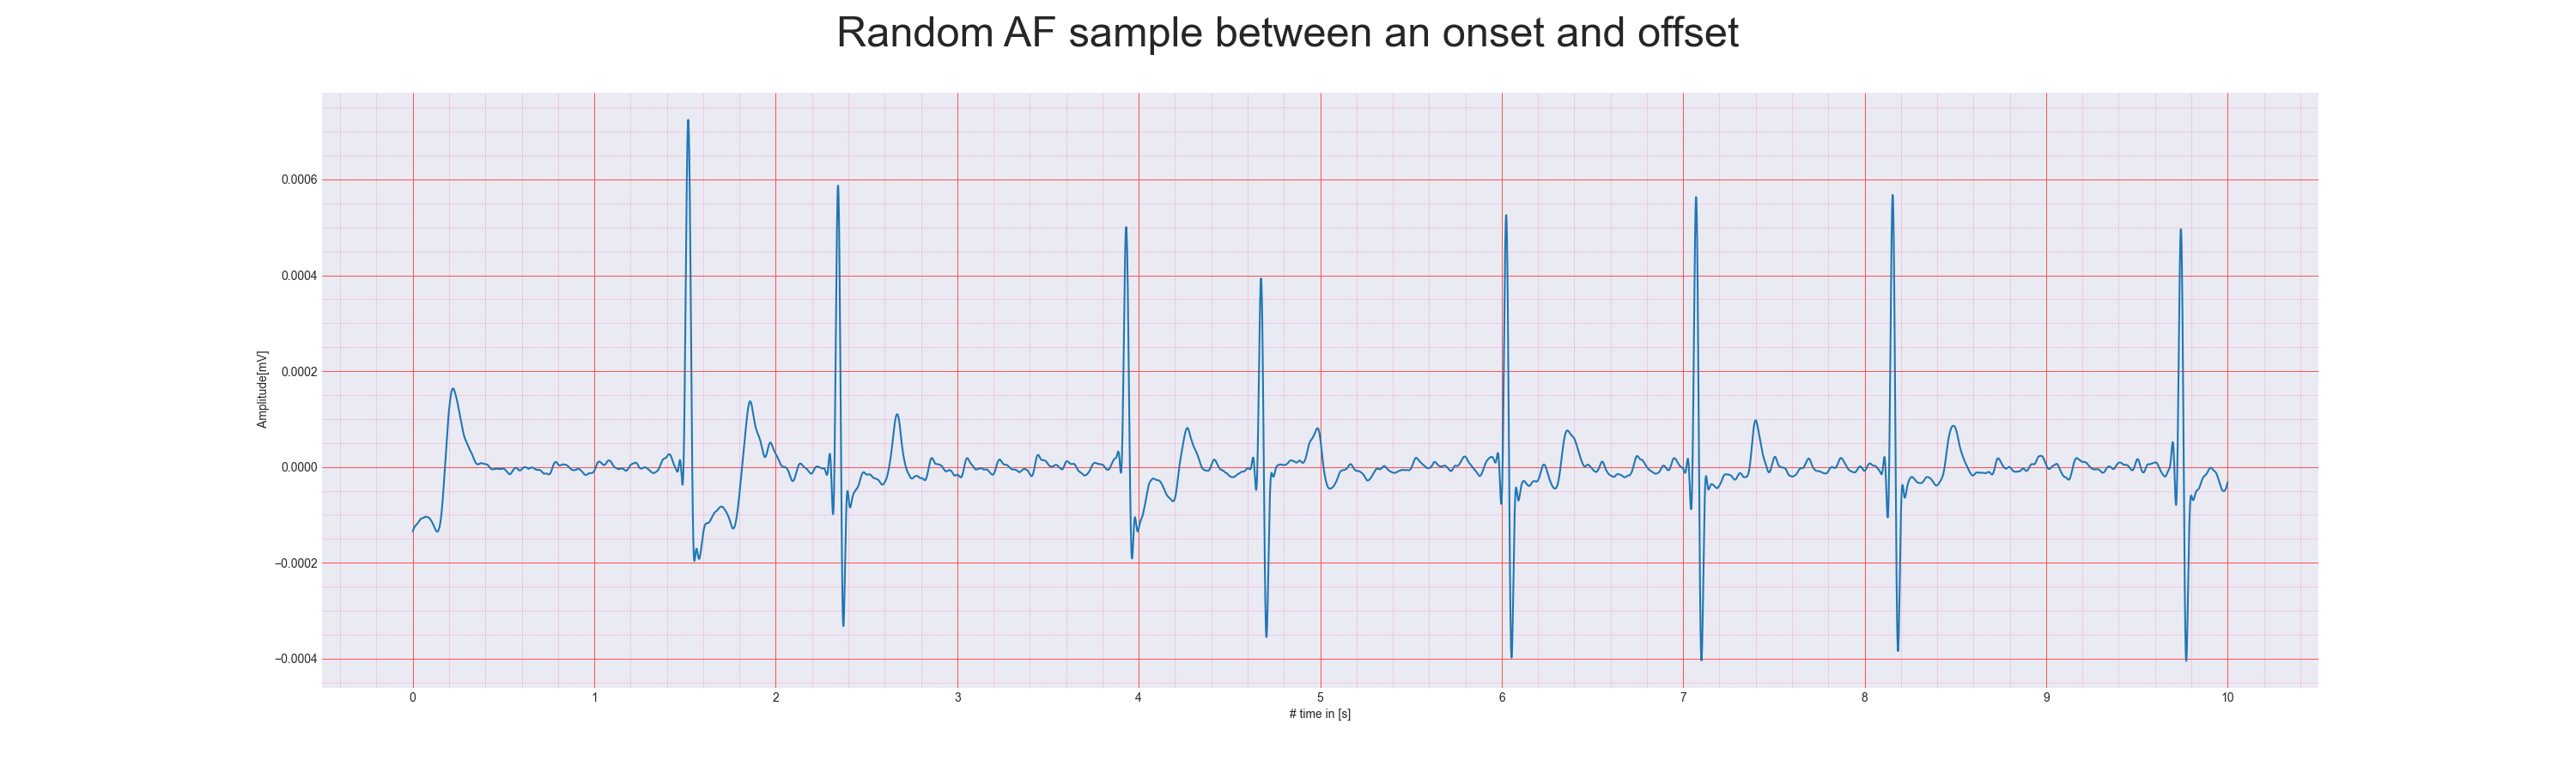 Random AF sample between an onset and offset
0.0006
0.0004
0.0002
0.0000
−0.0002
−0.0004
Amplitude[mV]
0 1 2 3 4 5 6 7 8 9 10
# time in [s]